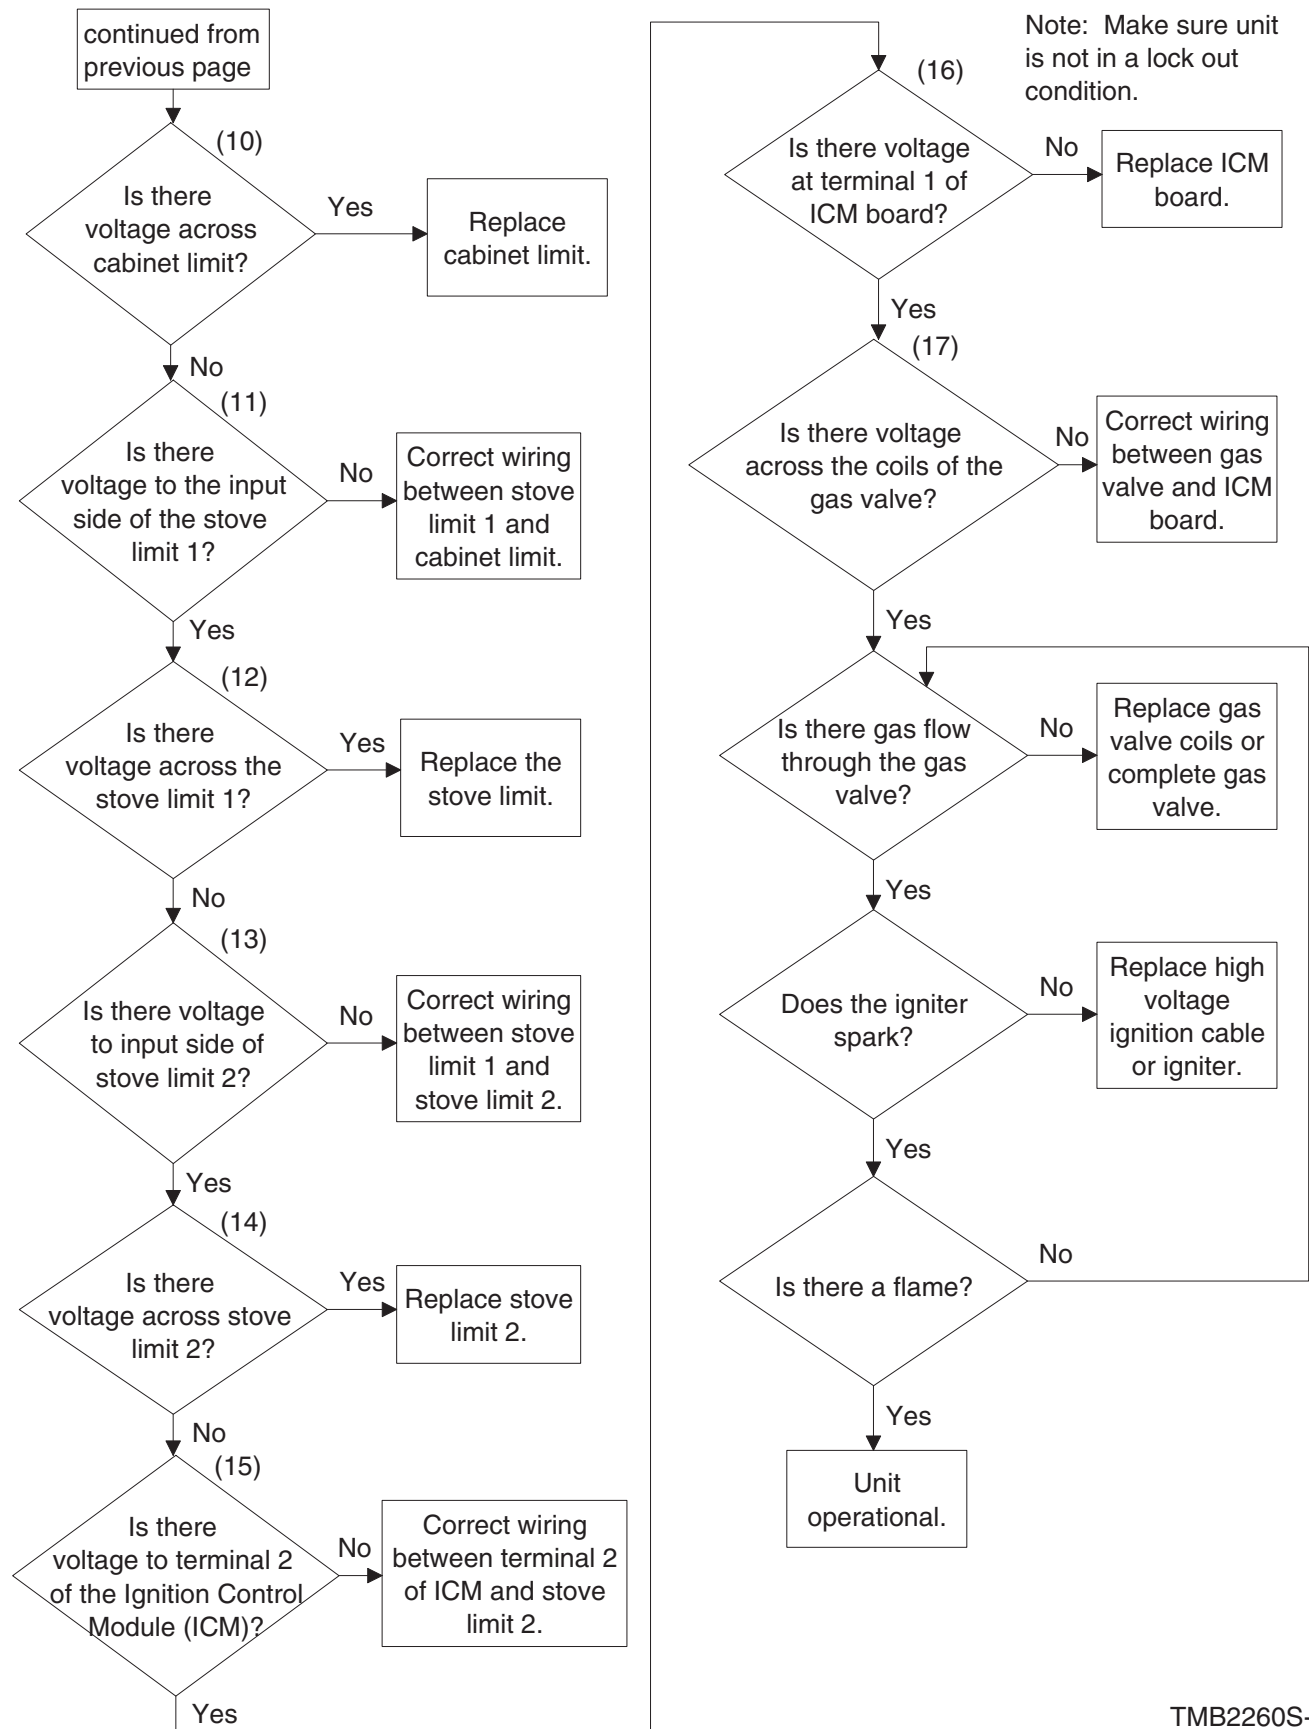 continued from
previous page
(10)
Is there
voltage across
cabinet limit?
Yes
Replace
cabinet limit.
No
(11)
Is there
voltage to the input
side of the stove
limit 1?
No
Correct wiring
between stove
limit 1 and
cabinet limit.
Yes
(12)
Is there
voltage across the
stove limit 1?
Yes
Replace the
stove limit.
No
(13)
Is there voltage
to input side of
stove limit 2?
No
Correct wiring
between stove
limit 1 and
stove limit 2.
Yes
(14)
Is there
voltage across stove
limit 2?
Yes
Replace stove
limit 2.
No
(15)
Is there
voltage to terminal 2
of the Ignition Control
Module (ICM)?
No
Correct wiring
between terminal 2
of ICM and stove
limit 2.
Yes
Note: Make sure unit
is not in a lock out
condition.
(16)
Is there voltage
at terminal 1 of
ICM board?
No
Replace ICM
board.
Yes
(17)
Is there voltage
across the coils of the
gas valve?
No
Correct wiring
between gas
valve and ICM
board.
Yes
Is there gas flow
through the gas
valve?
No
Replace gas
valve coils or
complete gas
valve.
Yes
Does the igniter
spark?
No
Replace high
voltage
ignition cable
or igniter.
Yes
Is there a flame?
No
Yes
Unit
operational.
TMB2260S-